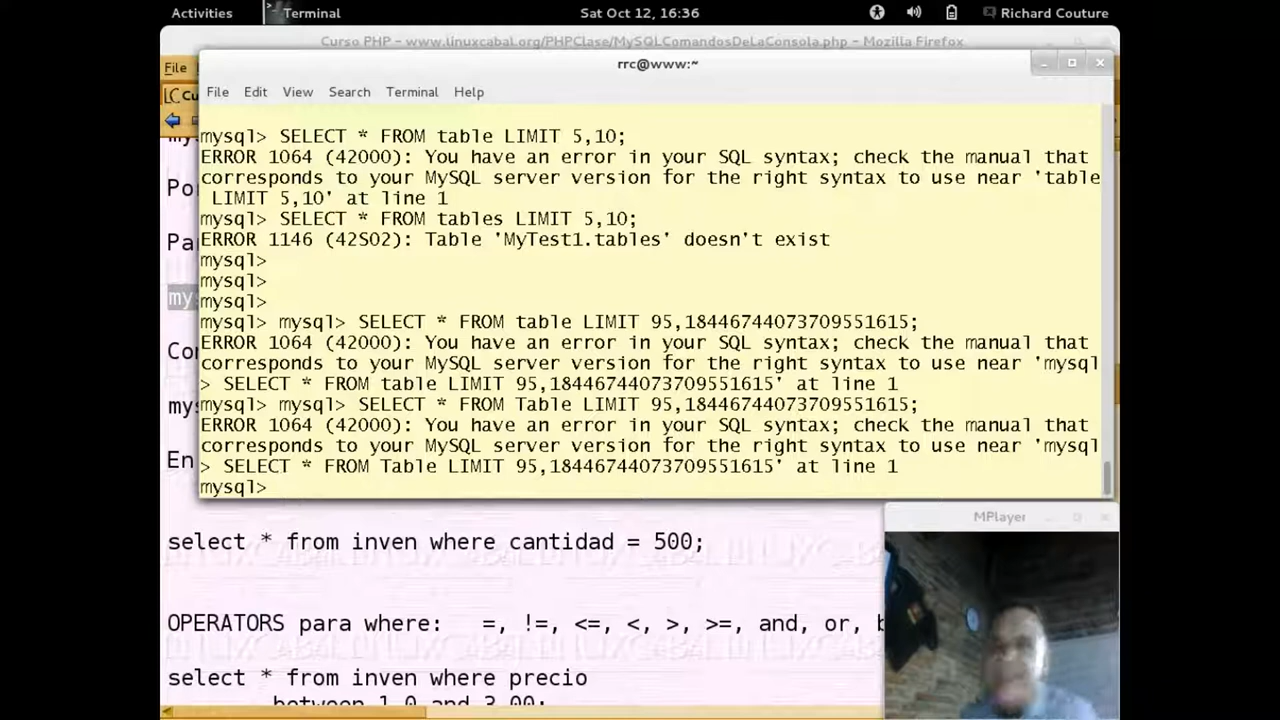 Activities Terminal Sat Oct 12, 16:36 Richard Couture
Curso PHP - www.linuxcabal.org/PHPClase/MySQLComandosDeLaConsola.php - Mozilla Firefox
rrc@www:~
File
File Edit View Search Terminal Help
mysql> SELECT * FROM table LIMIT 5,10;
ERROR 1064 (42000): You have an error in your SQL syntax; check the manual that
corresponds to your MySQL server version for the right syntax to use near 'table
LIMIT 5,10' at line 1
mysql> SELECT * FROM tables LIMIT 5,10;
ERROR 1146 (42S02): Table 'MyTest1.tables' doesn't exist
mysql>
mysql>
mysql>
mysql> mysql> SELECT * FROM table LIMIT 95,18446744073709551615;
ERROR 1064 (42000): You have an error in your SQL syntax; check the manual that
corresponds to your MySQL server version for the right syntax to use near 'mysql
> SELECT * FROM table LIMIT 95,18446744073709551615' at line 1
mysql> mysql> SELECT * FROM Table LIMIT 95,18446744073709551615;
ERROR 1064 (42000): You have an error in your SQL syntax; check the manual that
corresponds to your MySQL server version for the right syntax to use near 'mysql
> SELECT * FROM Table LIMIT 95,18446744073709551615' at line 1
mysql>
En
MPlayer
select * from inven where cantidad = 500;
OPERATORS para where: =, !=, <=, <, >, >=, and, or,
select * from inven where precio
between 1.0 and 3.00;